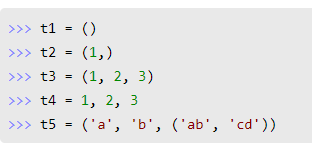 >>> t1 = ()
>>> t2 = (1,)
>>> t3 = (1, 2, 3)
>>> t4 = 1, 2, 3
>>> t5 = ('a', 'b', ('ab', 'cd'))